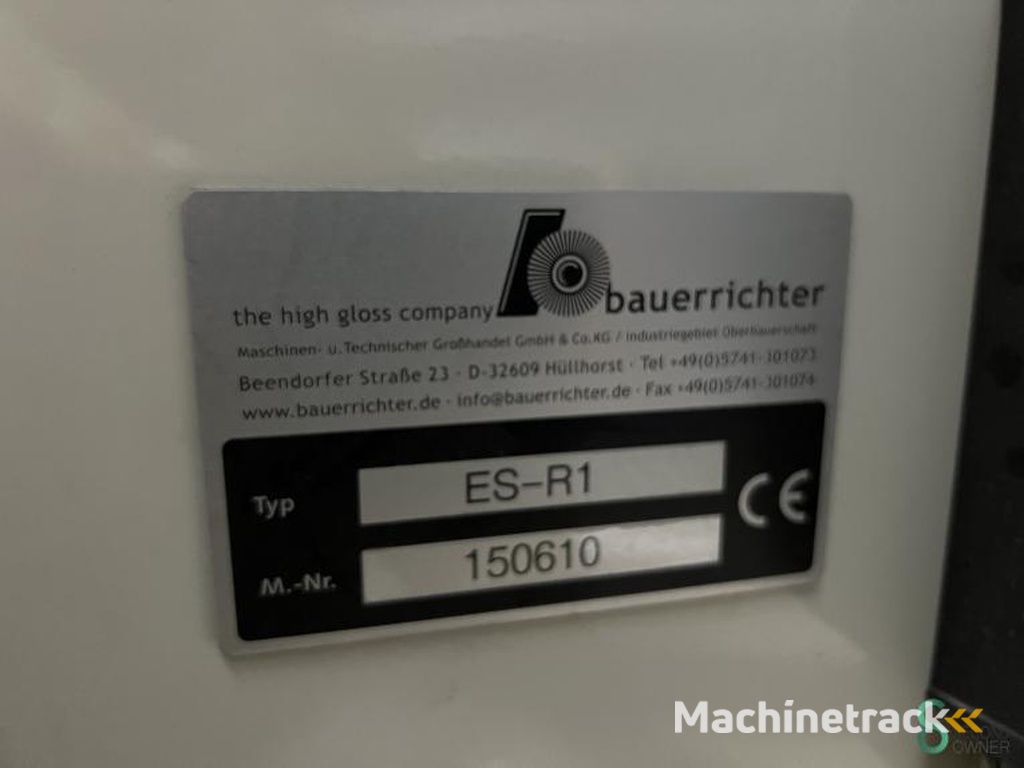 the high gloss company bauerrichter
Maschinen- u. Technischer Großhandel GmbH & Co.KG / Industriegebiet Oberbauerschaft
Beendorfer Straße 23 · D-32609 Hüllhorst · Tel +49(0)5741-301073
www.bauerrichter.de · info@bauerrichter.de · Fax +49(0)5741-301074
Typ ES-R1
CE
M.-Nr. 150610
Machinetrack
OWNER